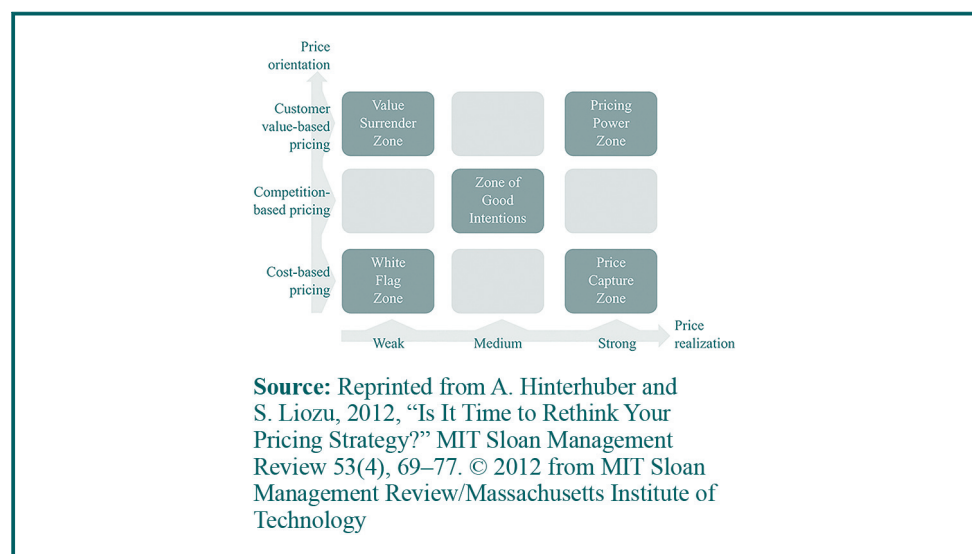 Price
orientation
Customer
value-based
pricing
Value
Surrender
Zone
Pricing
Power
Zone
Competition-
based pricing
Zone of
Good
Intentions
Cost-based
pricing
White
Flag
Zone
Price
Capture
Zone
Weak
Medium
Strong
Price
realization
Source: Reprinted from A. Hinterhuber and
S. Liozu, 2012, “Is It Time to Rethink Your
Pricing Strategy?” MIT Sloan Management
Review 53(4), 69–77. © 2012 from MIT Sloan
Management Review/Massachusetts Institute of
Technology